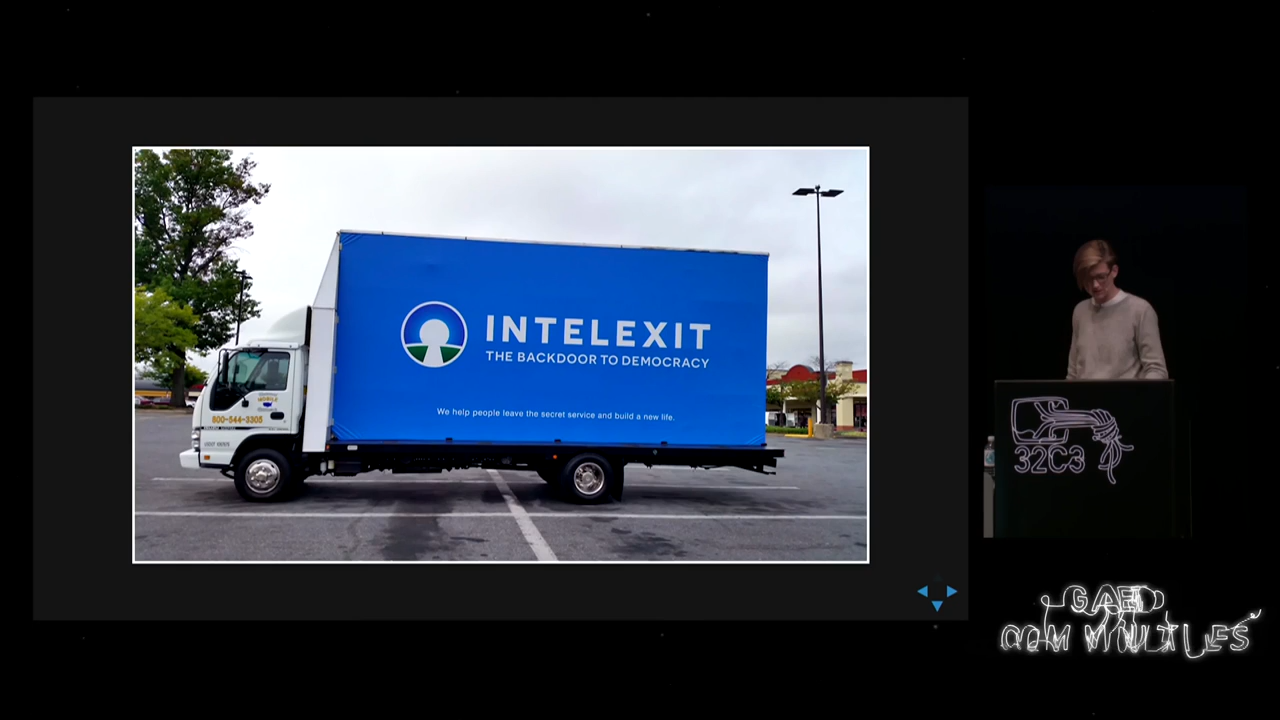 INTELEXIT
THE BACKDOOR TO DEMOCRACY
We help people leave the secret service and build a new life.
800-544-3305
32C3